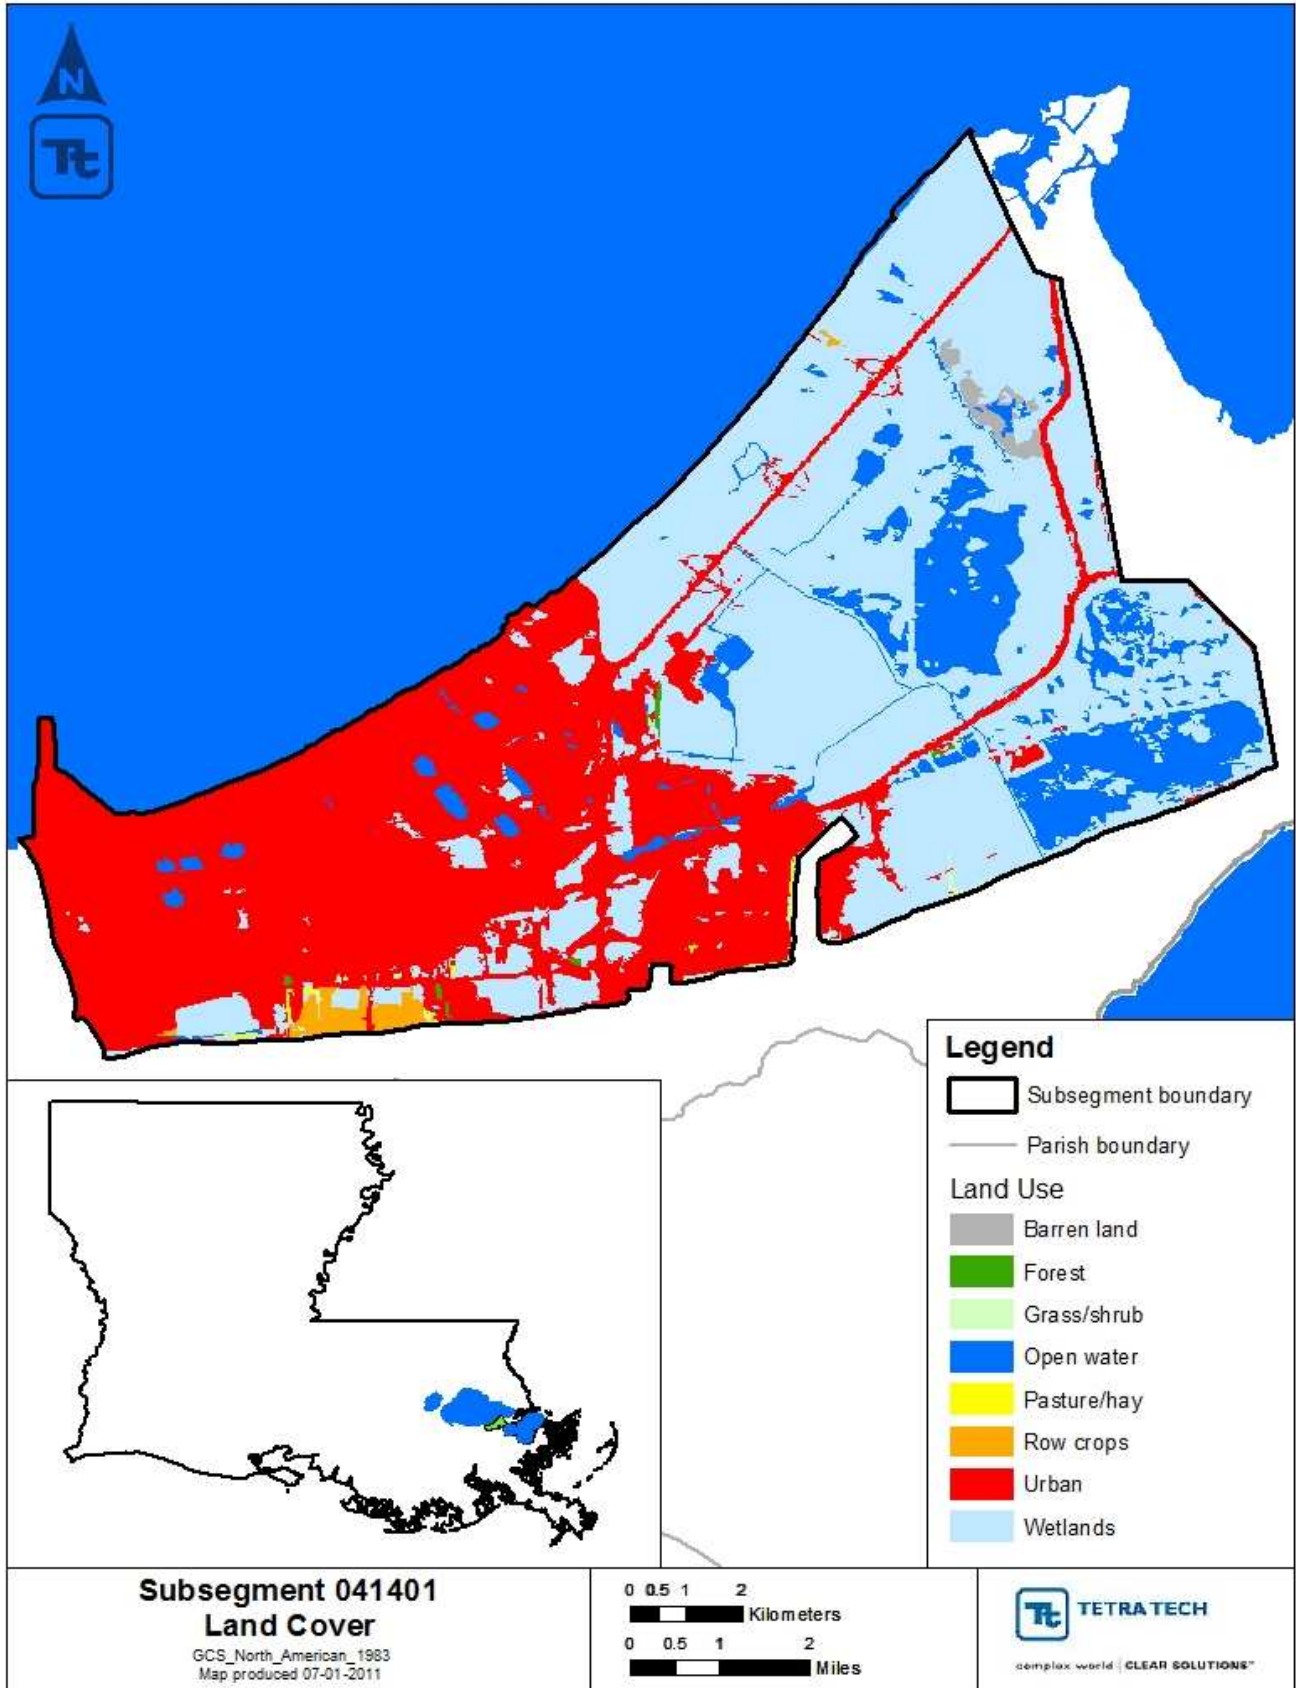 N
Tt
Legend
Subsegment boundary
Parish boundary
Land Use
Barren land
Forest
Grass/shrub
Open water
Pasture/hay
Row crops
Urban
Wetlands
Subsegment 041401
Land Cover
GCS_North_American_1983
Map produced 07-01-2011
0 0.5 1 2
Kilometers
0 0.5 1 2
Miles
Tt TETRA TECH
complex world | CLEAR SOLUTIONS™